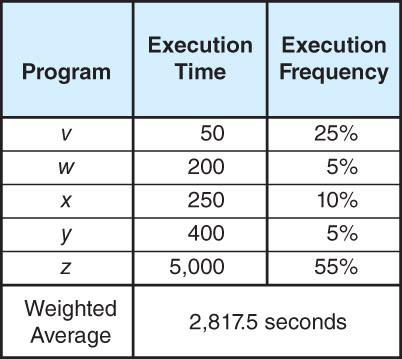 Program Execution Time Execution Frequency
v 50 25%
w 200 5%
x 250 10%
y 400 5%
z 5,000 55%
Weighted Average 2,817.5 seconds